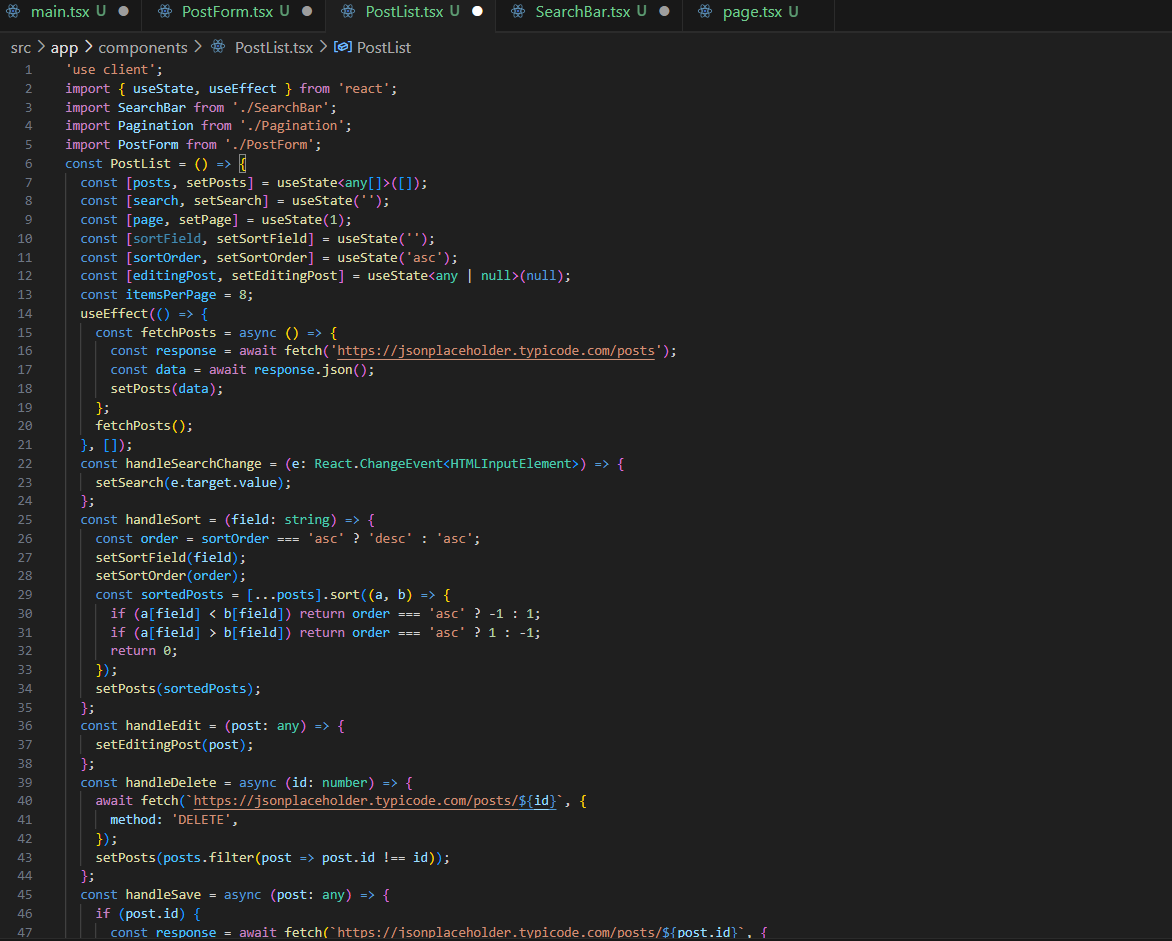 main.tsx U
PostForm.tsx U
PostList.tsx U
SearchBar.tsx U
page.tsx U
src > app > components > PostList.tsx > PostList
1 'use client';
2 import { useState, useEffect } from 'react';
3 import SearchBar from './SearchBar';
4 import Pagination from './Pagination';
5 import PostForm from './PostForm';
6 const PostList = () => {
7 const [posts, setPosts] = useState<any[]>([]);
8 const [search, setSearch] = useState('');
9 const [page, setPage] = useState(1);
10 const [sortField, setSortField] = useState('');
11 const [sortOrder, setSortOrder] = useState('asc');
12 const [editingPost, setEditingPost] = useState<any | null>(null);
13 const itemsPerPage = 8;
14 useEffect(() => {
15 const fetchPosts = async () => {
16 const response = await fetch('https://jsonplaceholder.typicode.com/posts');
17 const data = await response.json();
18 setPosts(data);
19 };
20 fetchPosts();
21 }, []);
22 const handleSearchChange = (e: React.ChangeEvent<HTMLInputElement>) => {
23 setSearch(e.target.value);
24 };
25 const handleSort = (field: string) => {
26 const order = sortOrder === 'asc' ? 'desc' : 'asc';
27 setSortField(field);
28 setSortOrder(order);
29 const sortedPosts = [...posts].sort((a, b) => {
30 if (a[field] < b[field]) return order === 'asc' ? -1 : 1;
31 if (a[field] > b[field]) return order === 'asc' ? 1 : -1;
32 return 0;
33 });
34 setPosts(sortedPosts);
35 };
36 const handleEdit = (post: any) => {
37 setEditingPost(post);
38 };
39 const handleDelete = async (id: number) => {
40 await fetch(`https://jsonplaceholder.typicode.com/posts/${id}`, {
41 method: 'DELETE',
42 });
43 setPosts(posts.filter(post => post.id !== id));
44 };
45 const handleSave = async (post: any) => {
46 if (post.id) {
47 const response = await fetch(`https://jsonplaceholder.typicode.com/posts/${post.id}`, {